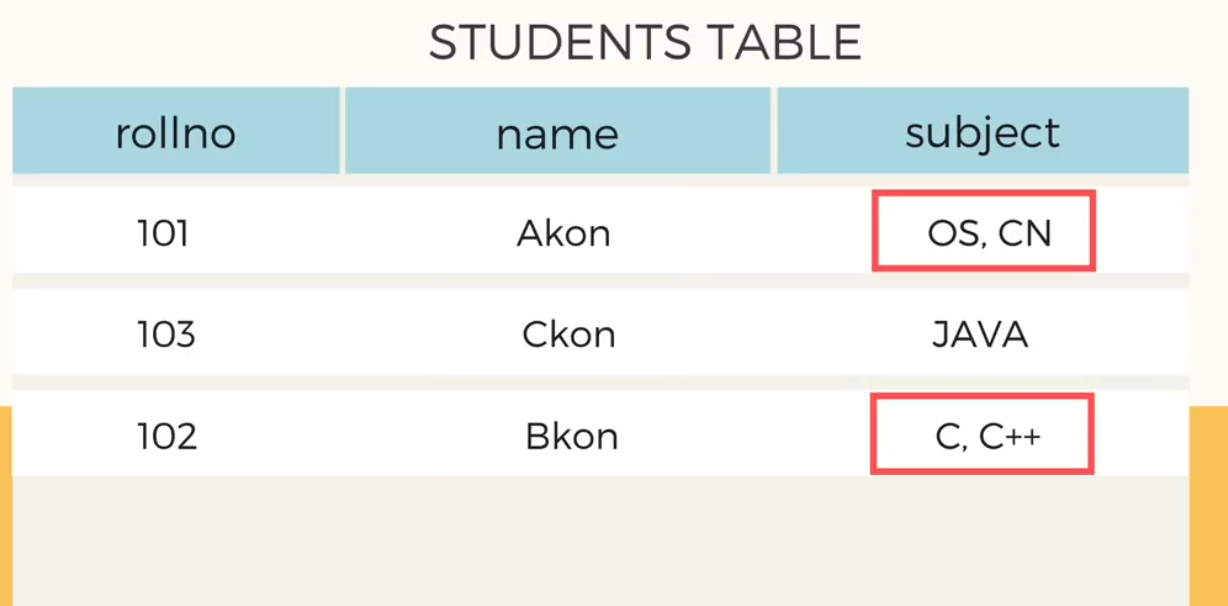 STUDENTS TABLE
rollno name subject
101 Akon OS, CN
103 Ckon JAVA
102 Bkon C, C++